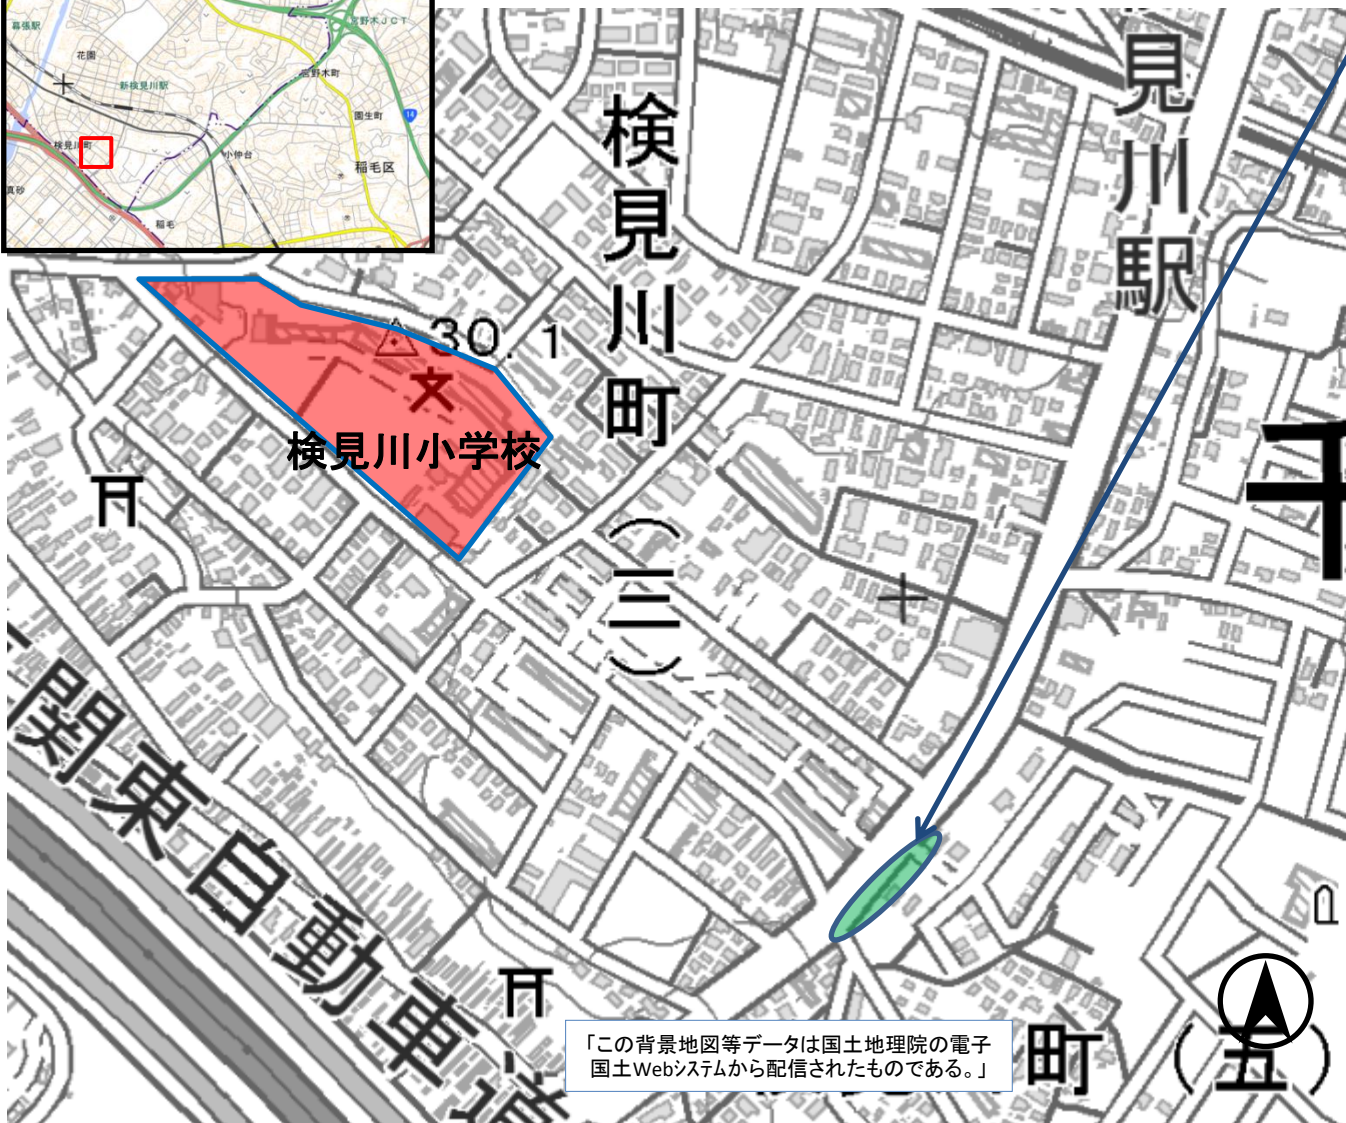 幕張駅
宮野木JCT
花園
宮野木町
新検見川駅
園生町
14
検見川町
小仲台
稲毛区
真砂
稲毛
検見川町
(三)
見川駅
30.1
検見川小学校
千
関東自動車道
町
(五)
「この背景地図等データは国土地理院の電子
国土Webシステムから配信されたものである。」